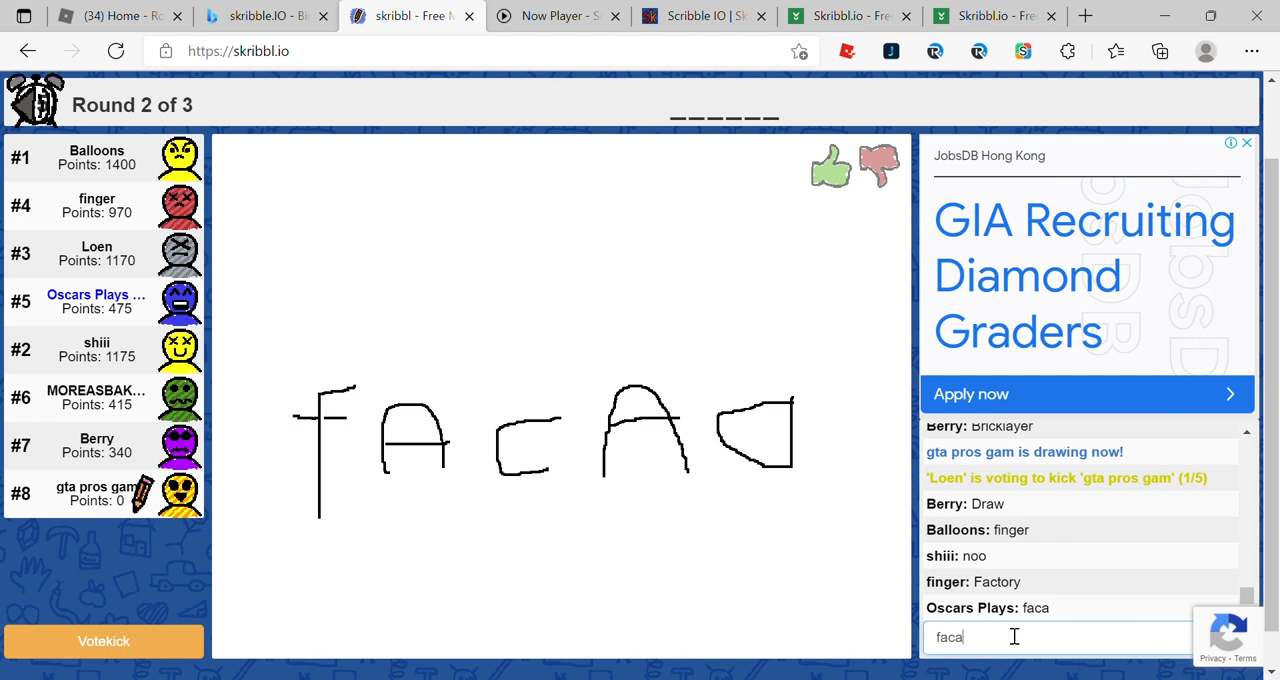 (34) Home - Ro
skribble.IO - Bin
skribbl - Free M
Now Player - S
Scribble IO | Sk
Skribbl.io - Free
Skribbl.io - Free
https://skribbl.io
Round 2 of 3
______
#1 Balloons
Points: 1400
#4 finger
Points: 970
#3 Loen
Points: 1170
#5 Oscars Plays ...
Points: 475
#2 shiii
Points: 1175
#6 MOREASBAK...
Points: 415
#7 Berry
Points: 340
#8 gta pros gam
Points: 0
Votekick
FACA
JobsDB Hong Kong
GIA Recruiting
Diamond
Graders
Apply now
Berry: Bricklayer
gta pros gam is drawing now!
'Loen' is voting to kick 'gta pros gam' (1/5)
Berry: Draw
Balloons: finger
shiii: noo
finger: Factory
Oscars Plays: faca
faca
Privacy - Terms